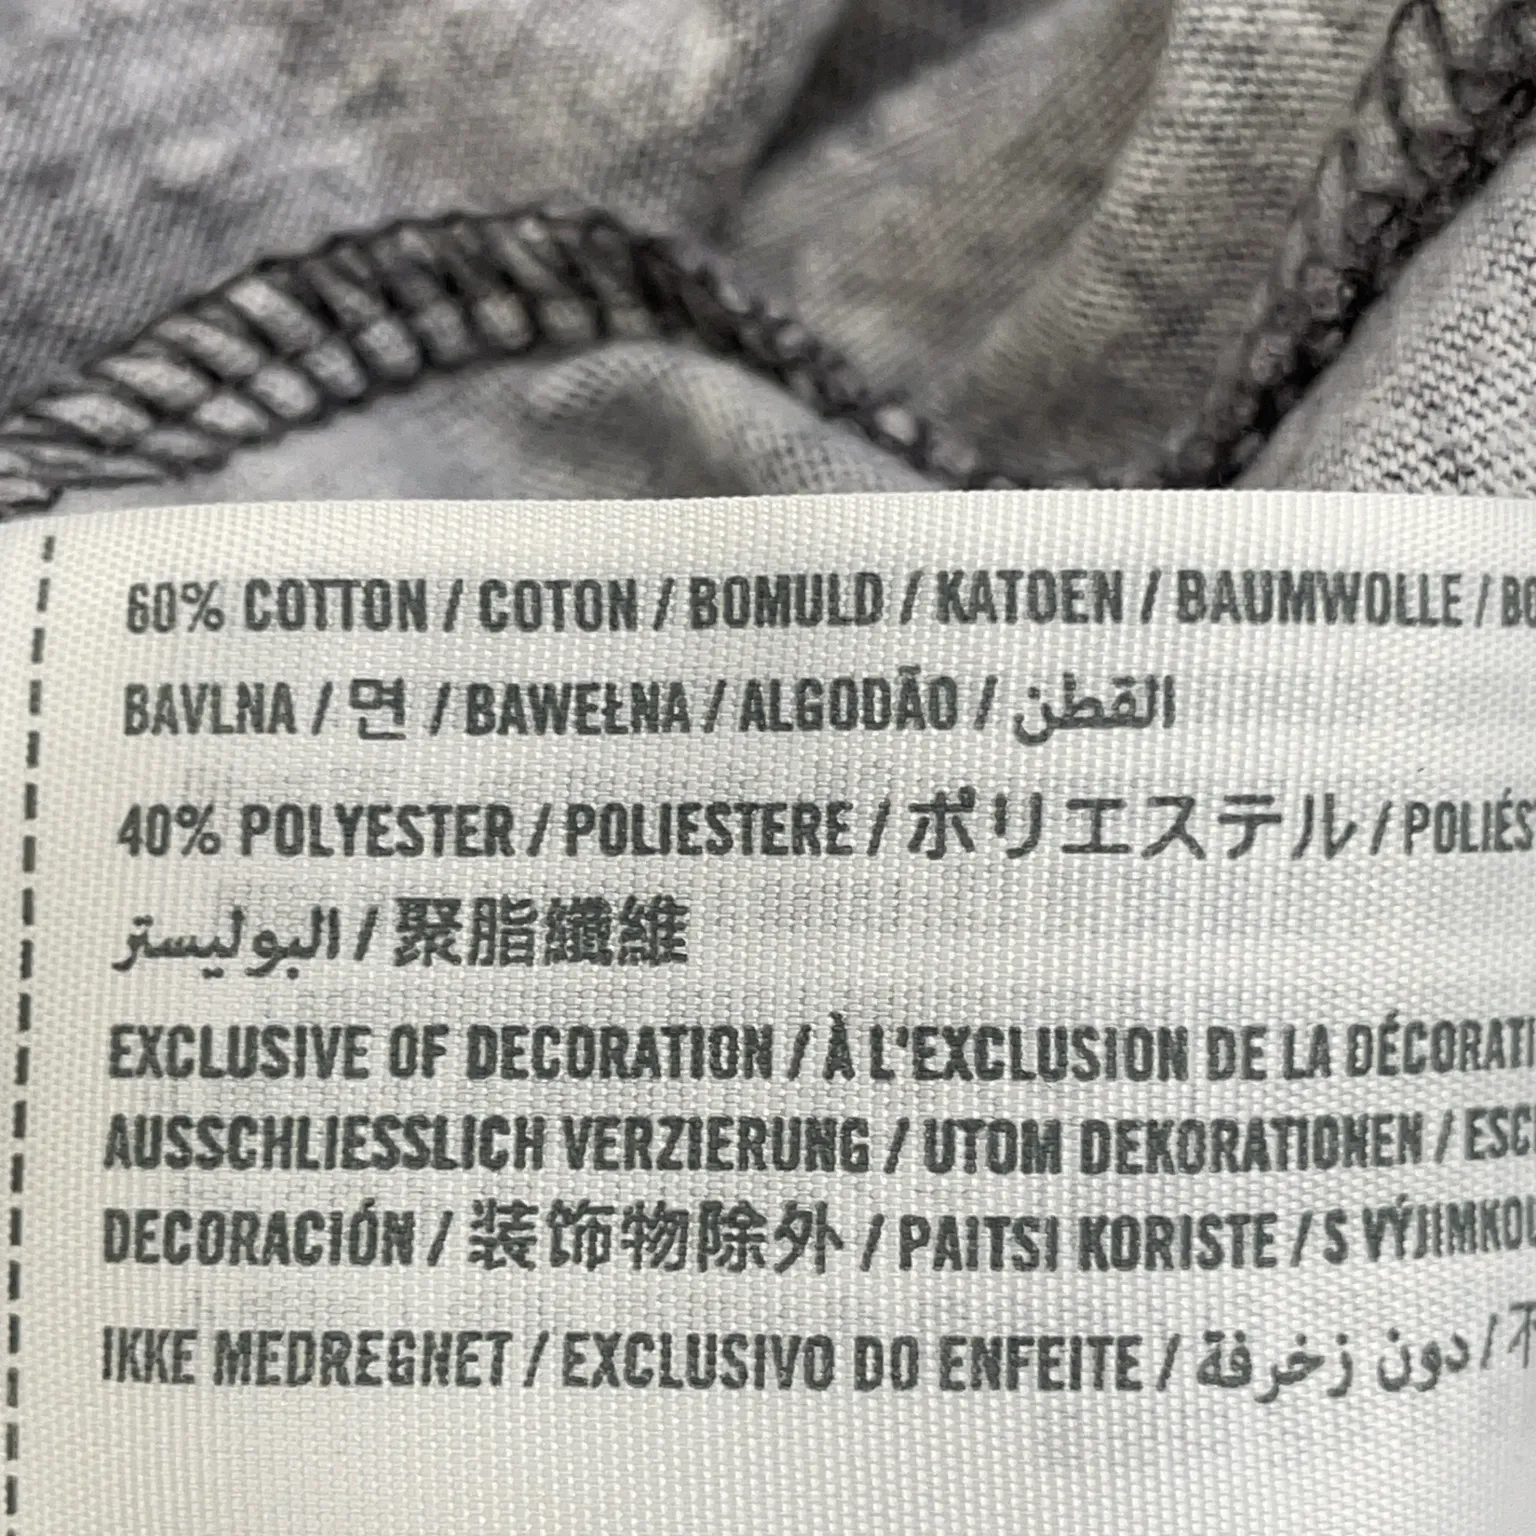 60% COTTON / COTON / BOMULD / KATOEN / BAUMWOLLE /
BAVLNA / 면 / BAWEŁNA / ALGODÃO / القطن
40% POLYESTER / POLIESTERE / ポリエステル /
البوليستر / 聚脂纖維
EXCLUSIVE OF DECORATION / À L'EXCLUSION DE LA
AUSSCHLIESSLICH VERZIERUNG / UTOM DEKORATIONEN /
DECORACIÓN / 装饰物除外 / PAITSI KORISTE / S
IKKE MEDREGNET / EXCLUSIVO DO ENFEITE / دون زخرفة /